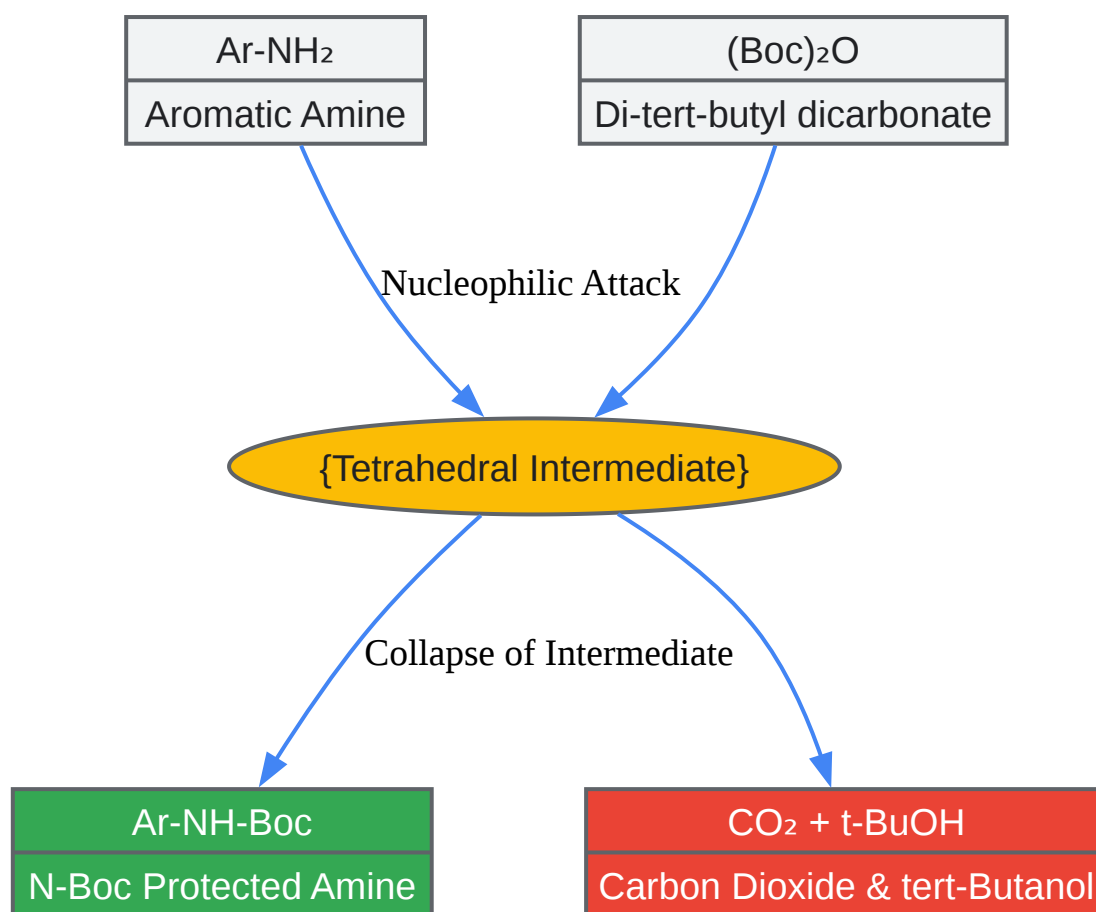 Ar-NH₂
Aromatic Amine
(Boc)₂O
Di-tert-butyl dicarbonate
Nucleophilic Attack
{Tetrahedral Intermediate}
Collapse of Intermediate
Ar-NH-Boc
N-Boc Protected Amine
CO₂ + t-BuOH
Carbon Dioxide & tert-Butanol